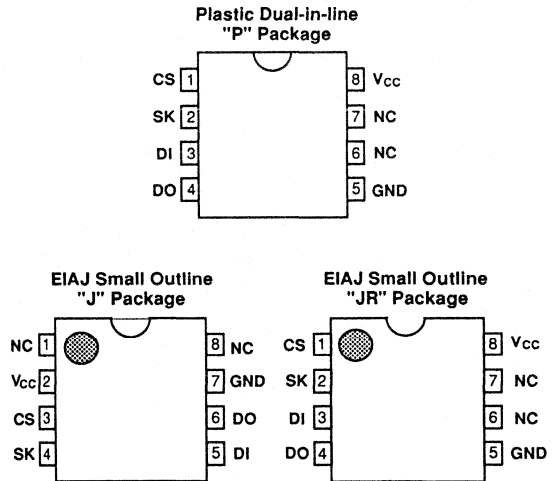 Plastic Dual-in-line
"P" Package
CS 1 8 VCC
SK 2 7 NC
DI 3 6 NC
DO 4 5 GND
EIAJ Small Outline
"J" Package
NC 1 8 NC
VCC 2 7 GND
CS 3 6 DO
SK 4 5 DI
EIAJ Small Outline
"JR" Package
CS 1 8 VCC
SK 2 7 NC
DI 3 6 NC
DO 4 5 GND